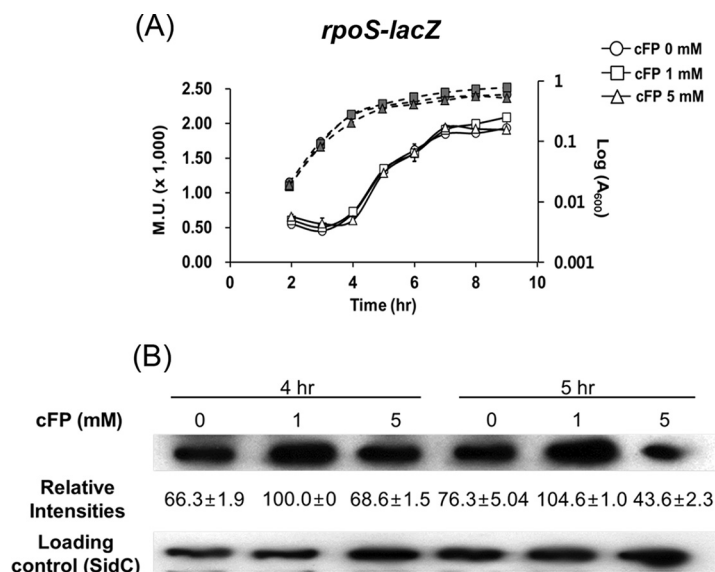 (A)
rpoS-lacZ
cFP 0 mM
cFP 1 mM
cFP 5 mM
2.50
2.00
1.50
1.00
0.50
0.00
M.U. (x 1,000)
1
0.1
0.01
0.001
Log (A600)
0 2 4 6 8 10
Time (hr)
(B)
4 hr 5 hr
cFP (mM) 0 1 5 0 1 5
Relative
Intensities
66.3±1.9 100.0±0 68.6±1.5 76.3±5.04 104.6±1.0 43.6±2.3
Loading
control (SidC)